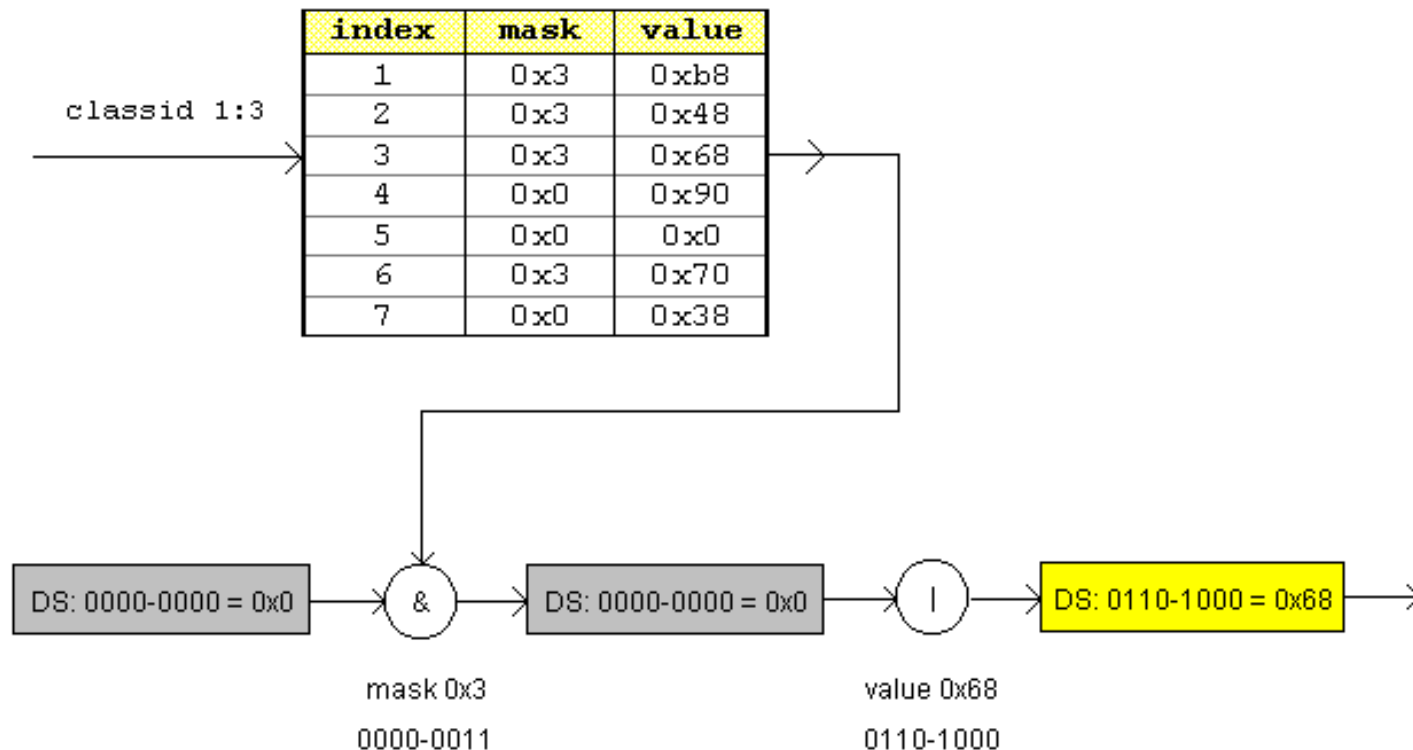 index mask value
1 0x3 0xb8
classid 1:3
2 0x3 0x48
3 0x3 0x68
4 0x0 0x90
5 0x0 0x0
6 0x3 0x70
7 0x0 0x38
DS: 0000-0000 = 0x0 & DS: 0000-0000 = 0x0 | DS: 0110-1000 = 0x68
mask 0x3 value 0x68
0000-0011 0110-1000